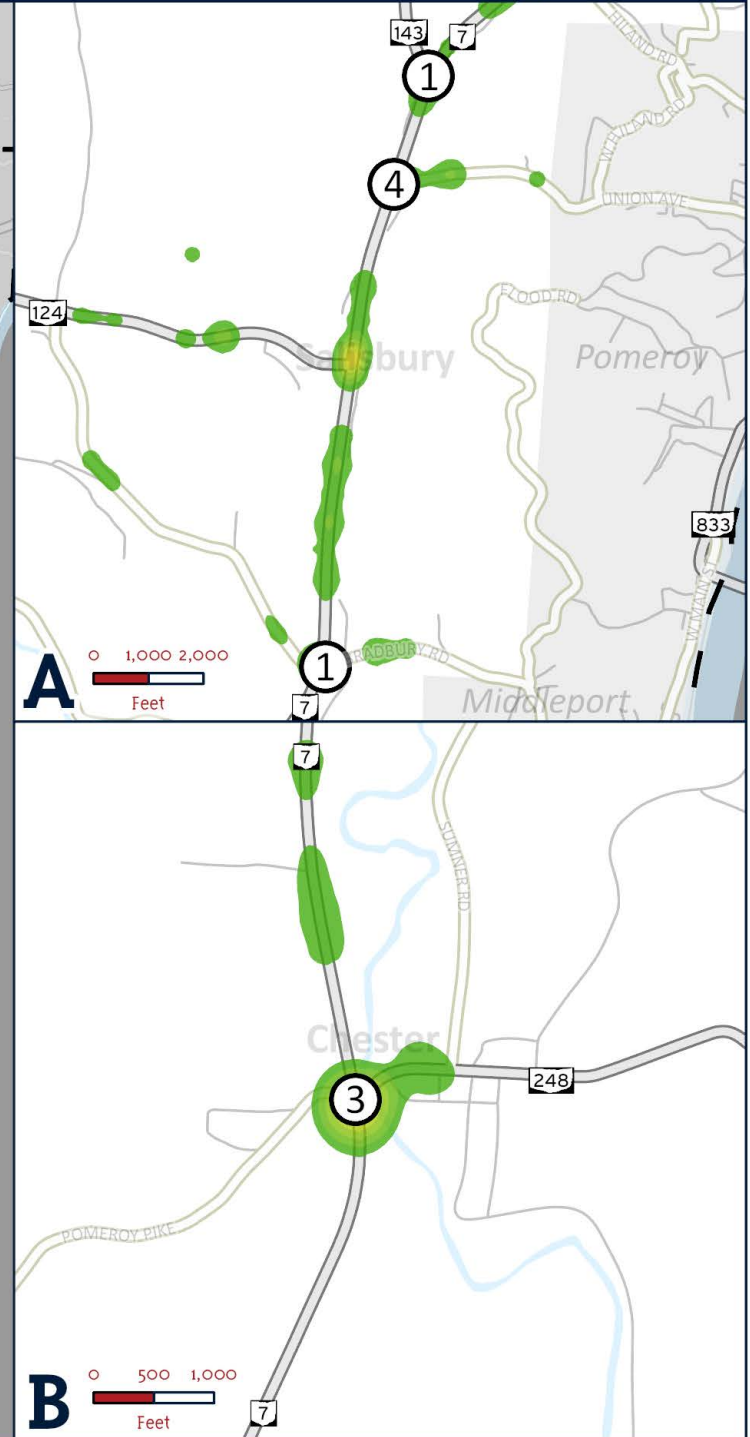 143
7
HILAND RD
1
W HILAND RD
4
UNION AVE
124
FLOOD RD
Salisbury
Pomeroy
833
W MAIN ST
0 1,000 2,000
Feet
A
1
BRADBURY RD
7
Middleport
7
SUMNER RD
Chester
248
3
POMEROY PIKE
0 500 1,000
Feet
B
7